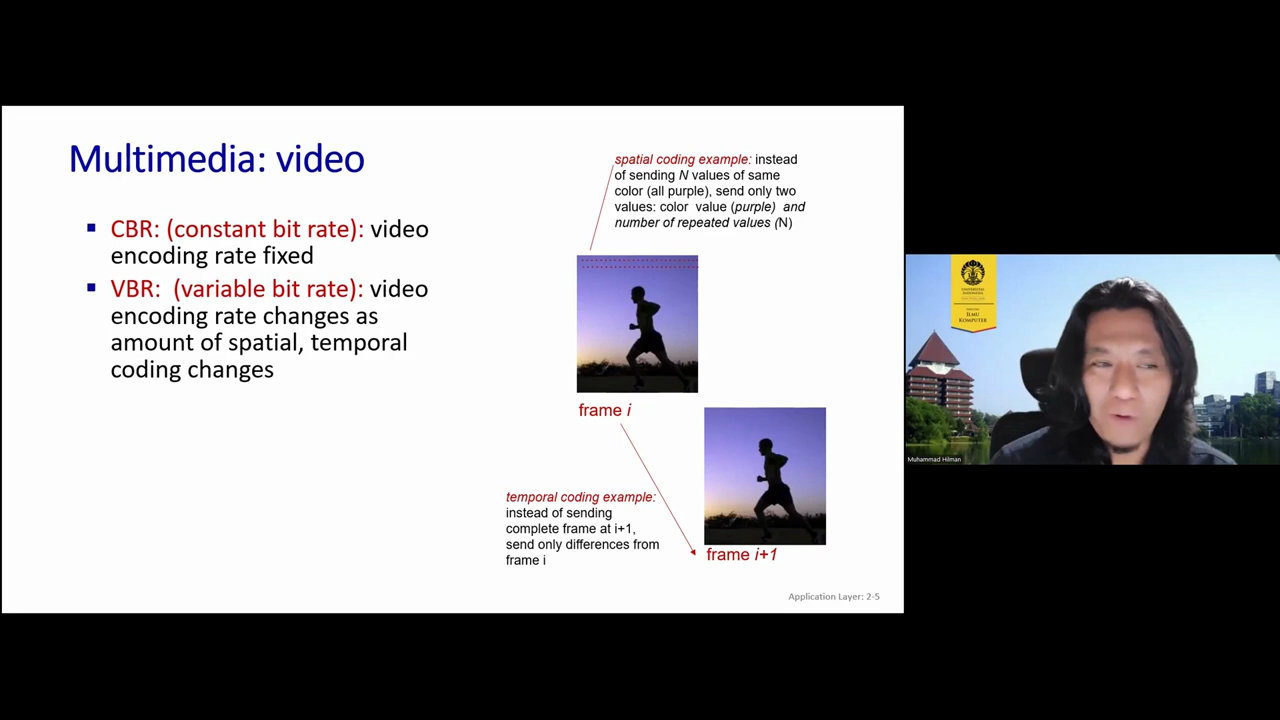 Multimedia: video
▪ CBR: (constant bit rate): video
encoding rate fixed
▪ VBR: (variable bit rate): video
encoding rate changes as
amount of spatial, temporal
coding changes
spatial coding example: instead
of sending N values of same
color (all purple), send only two
values: color value (purple) and
number of repeated values (N)
frame i
temporal coding example:
instead of sending
complete frame at i+1,
send only differences from
frame i
frame i+1
Application Layer: 2-5
UNIVERSITAS
INDONESIA
ILMU
KOMPUTER
Muhammad Hilman